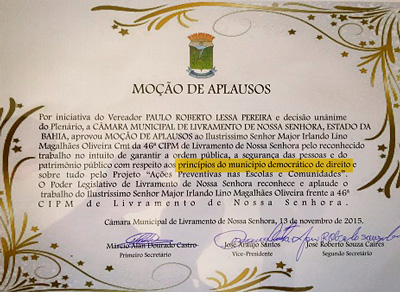 MOÇÃO DE APLAUSOS
Por iniciativa do Vereador PAULO ROBERTO LESSA PEREIRA e decisão unânime
do Plenário, a CÂMARA MUNICIPAL DE LIVRAMENTO DE NOSSA SENHORA, ESTADO DA
BAHIA, aprovou MOÇÃO DE APLAUSOS ao Ilustríssimo Senhor Major Irlando Lino
Magalhães Oliveira Cmt da 46ª CIPM de Livramento de Nossa Senhora pelo reconhecido
trabalho no intuito de garantir a ordem pública, a segurança das pessoas e do
patrimônio público com respeito aos princípios do município democrático de direito e
sobre tudo pelo Projeto “Ações Preventivas nas Escolas e Comunidades”.
O Poder Legislativo de Livramento de Nossa Senhora reconhece e aplaude o
trabalho do Ilustríssimo Senhor Major Irlando Lino Magalhães Oliveira frente a 46ª
CIPM de Livramento de Nossa Senhora.
Câmara Municipal de Livramento de Nossa Senhora, 13 de novembro de 2015.
Márcio Alan Dourado Castro José Araújo Santos José Roberto Souza Caires
Primeiro Secretário Vice-Presidente Segundo Secretário